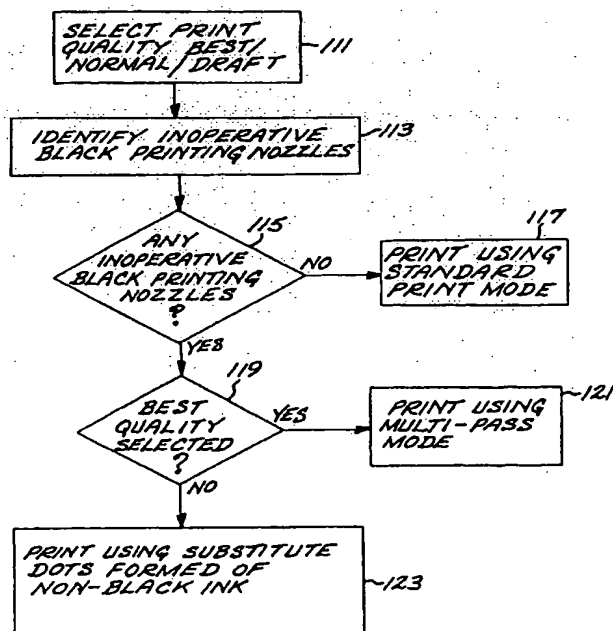 SELECT PRINT
QUALITY BEST/
NORMAL/DRAFT
111
IDENTIFY INOPERATIVE
BLACK PRINTING NOZZLES
113
115
ANY
INOPERATIVE
BLACK PRINTING
NOZZLES
?
NO
117
PRINT USING
STANDARD
PRINT MODE
YES
119
BEST
QUALITY
SELECTED
?
YES
121
PRINT USING
MULTI-PASS
MODE
NO
PRINT USING SUBSTITUTE
DOTS FORMED OF
NON-BLACK INK
123